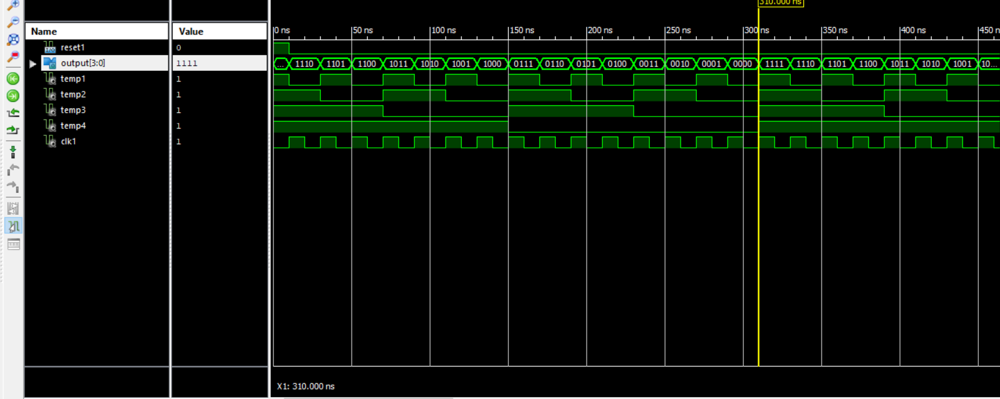 310.000 ns
Name Value
0 ns 50 ns 100 ns 150 ns 200 ns 250 ns 300 ns 350 ns 400 ns 450 n
reset1 0
output[3:0] 1111 ... 1110 1101 1100 1011 1010 1001 1000 0111 0110 0101 0100 0011 0010 0001 0000 1111 1110 1101 1100 1011 1010 1001 10...
temp1 1
temp2 1
temp3 1
temp4 1
clk1 1
X1: 310.000 ns